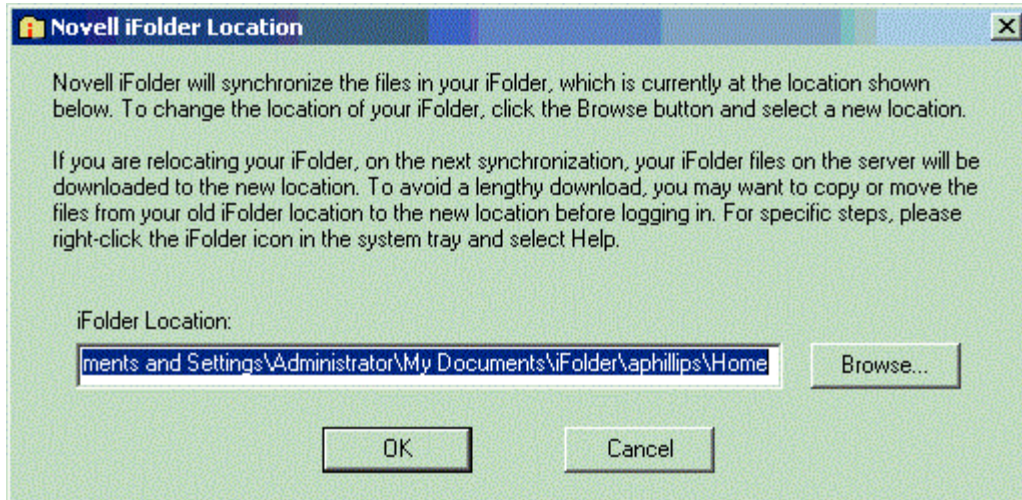 Novell iFolder Location
Novell iFolder will synchronize the files in your iFolder, which is currently at the location shown
below. To change the location of your iFolder, click the Browse button and select a new location.
If you are relocating your iFolder, on the next synchronization, your iFolder files on the server will be
downloaded to the new location. To avoid a lengthy download, you may want to copy or move the
files from your old iFolder location to the new location before logging in. For specific steps, please
right-click the iFolder icon in the system tray and select Help.
iFolder Location:
ments and Settings\Administrator\My Documents\iFolder\aphillips\Home
Browse...
OK
Cancel